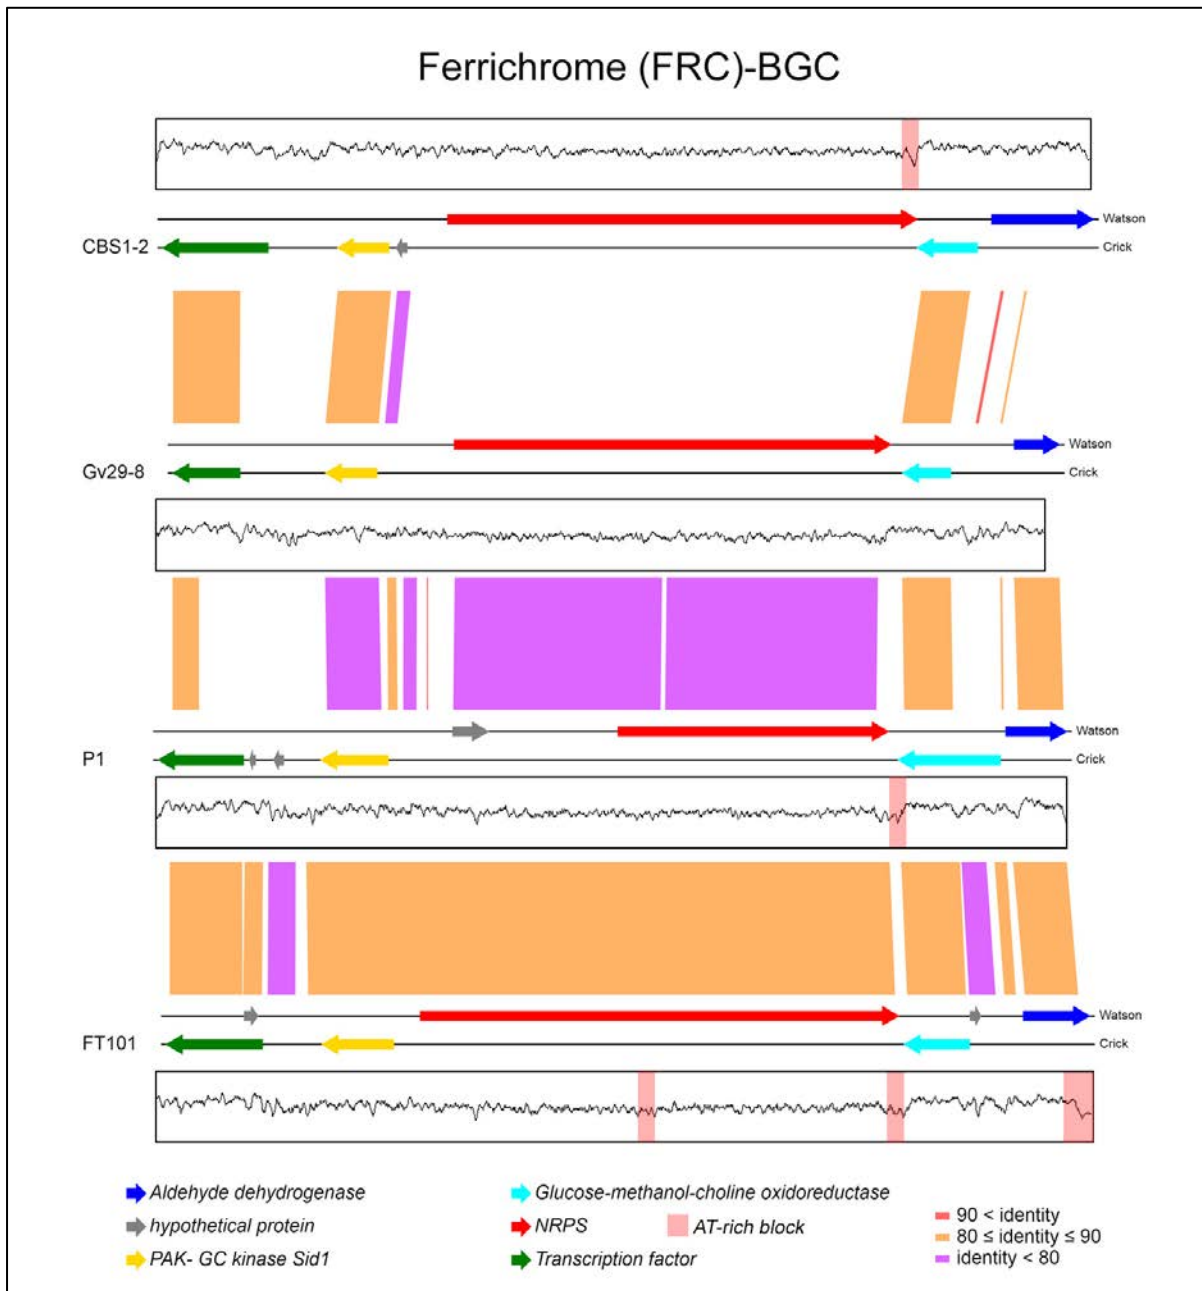 Ferrichrome (FRC)-BGC
Watson
CBS1-2
Crick
Watson
Gv29-8
Crick
Watson
P1
Crick
Watson
FT101
Crick
Aldehyde dehydrogenase
Glucose-methanol-choline oxidoreductase
hypothetical protein
NRPS
AT-rich block
PAK- GC kinase Sid1
Transcription factor
90 < identity
80 ≤ identity ≤ 90
identity < 80